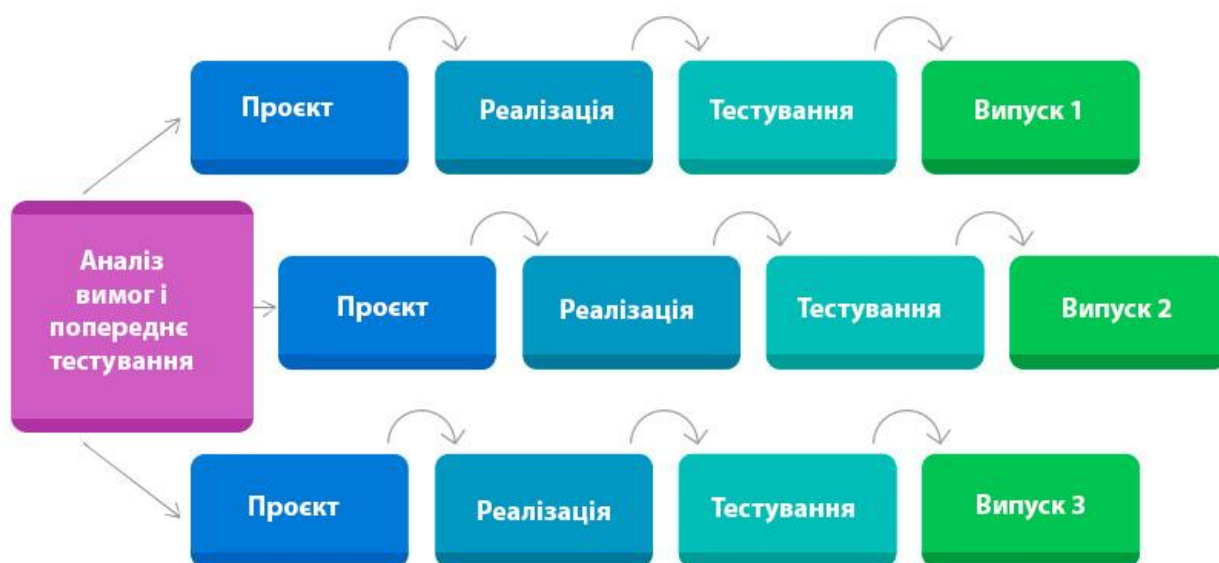 Проєкт
Реалізація
Тестування
Випуск 1
Аналіз
вимог і
попереднє
тестування
Проєкт
Реалізація
Тестування
Випуск 2
Проєкт
Реалізація
Тестування
Випуск 3